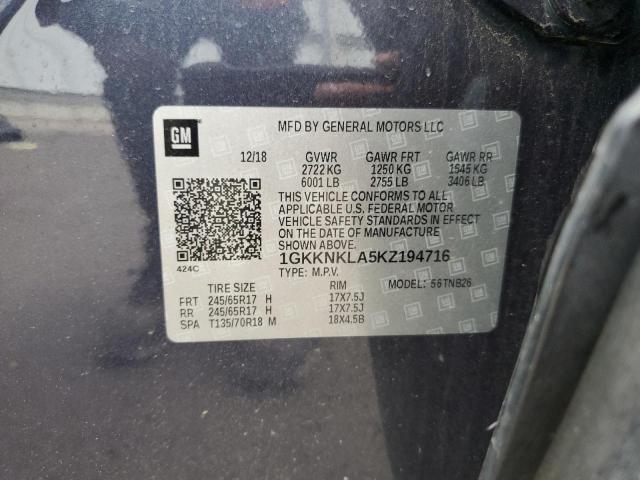 GM
MFD BY GENERAL MOTORS LLC
12/18 GVWR GAWR FRT GAWR RR
2722 KG 1250 KG 1545 KG
6001 LB 2755 LB 3406 LB
THIS VEHICLE CONFORMS TO ALL
APPLICABLE U.S. FEDERAL MOTOR
VEHICLE SAFETY STANDARDS IN EFFECT
ON THE DATE OF MANUFACTURE
SHOWN ABOVE.
424C
1GKKNKLA5KZ194716
TYPE: M.P.V. MODEL: 56TNB26
TIRE SIZE RIM
FRT 245/65R17 H 17X7.5J
RR 245/65R17 H 17X7.5J
SPA T135/70R18 M 18X4.5B